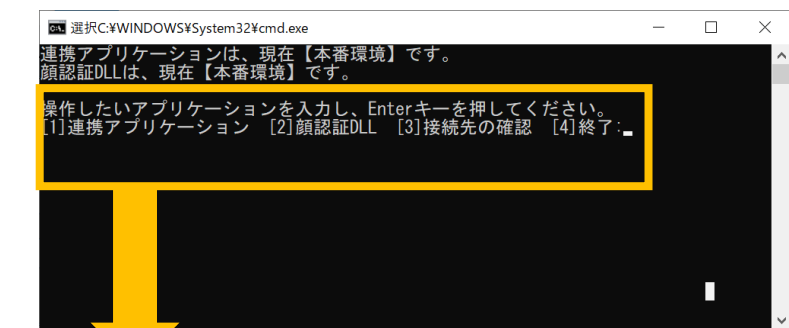 選択C:¥WINDOWS¥System32¥cmd.exe
連携アプリケーションは、現在【本番環境】です。
顔認証DLLは、現在【本番環境】です。
操作したいアプリケーションを入力し、Enterキーを押してください。
[1]連携アプリケーション [2]顔認証DLL [3]接続先の確認 [4]終了: